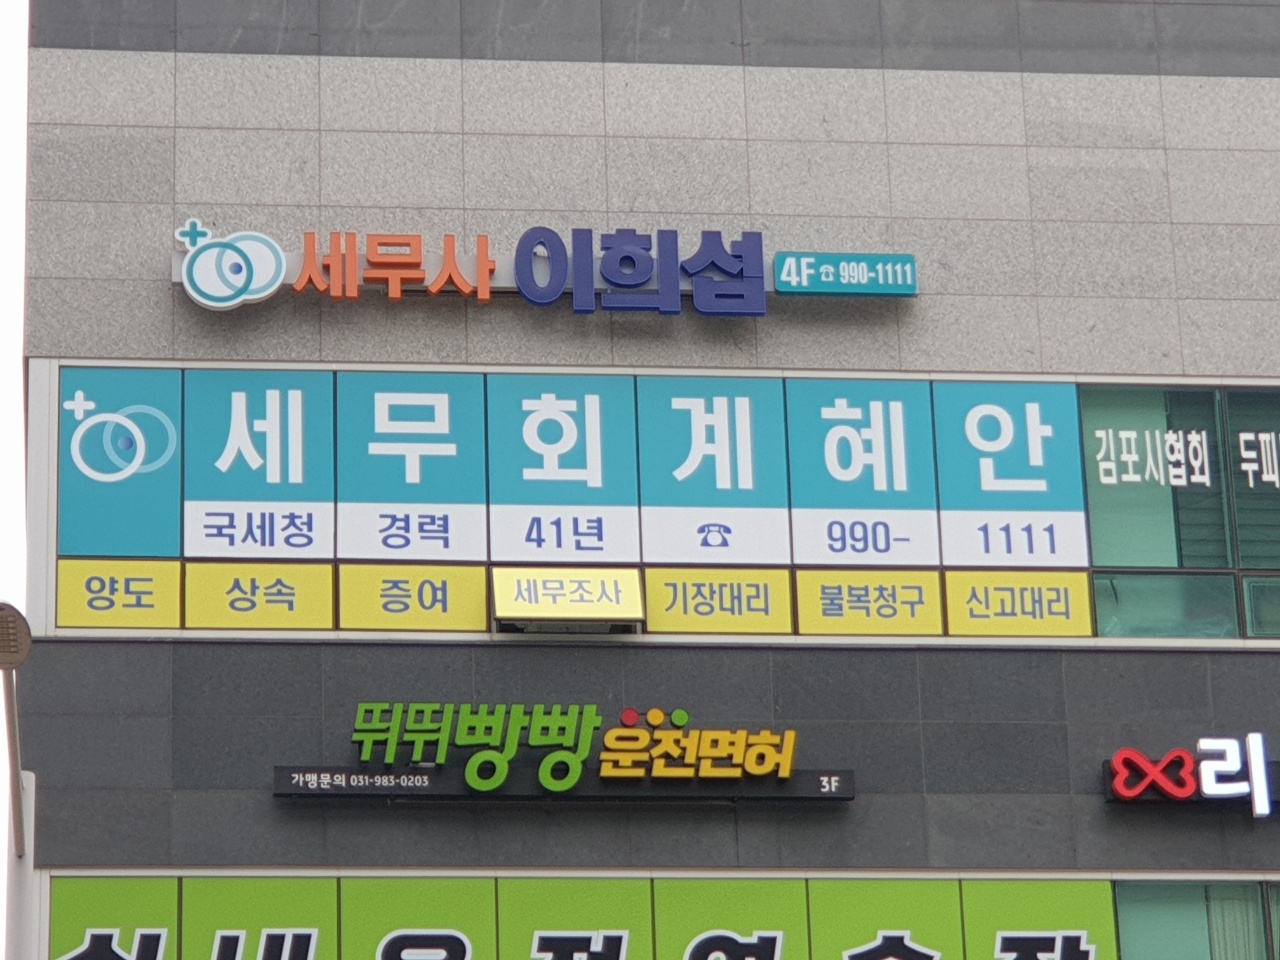 세무사 이희섭 4F ☎ 990-1111
세무회계혜안
김포시협회 두피
국세청 경력 41년 ☎ 990-1111
양도 상속 증여 세무조사 기장대리 불복청구 신고대리
뛰뛰빵빵 운전면허
가맹문의 031-983-0203 3F
리